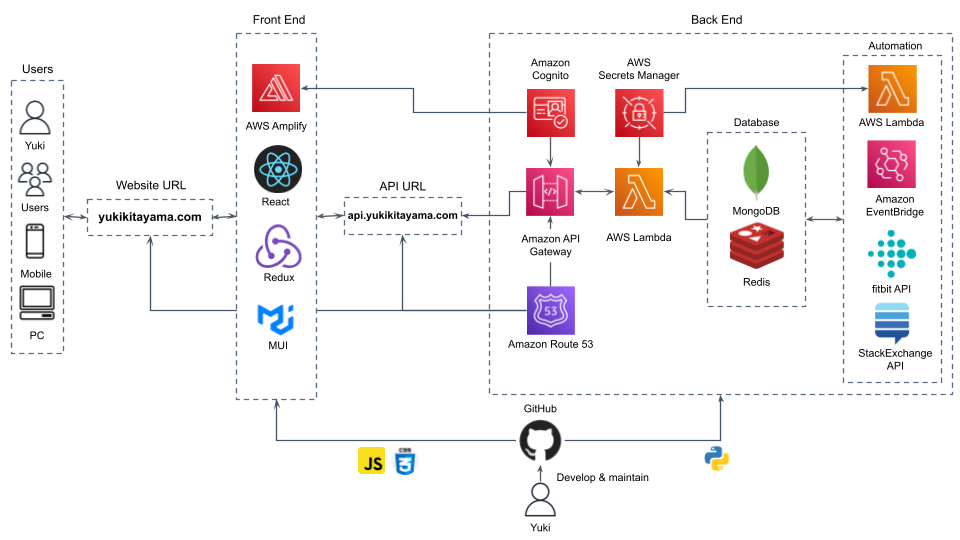 Front End
Back End
Users
Yuki
Users
Mobile
PC
Website URL
yukikitayama.com
AWS Amplify
React
Redux
MUI
API URL
api.yukikitayama.com
Amazon
Cognito
AWS
Secrets Manager
Amazon API
Gateway
AWS Lambda
53
Amazon Route 53
Database
MongoDB
Redis
Automation
AWS Lambda
Amazon
EventBridge
fitbit API
StackExchange
API
GitHub
JS
CSS
3
Develop & maintain
Yuki